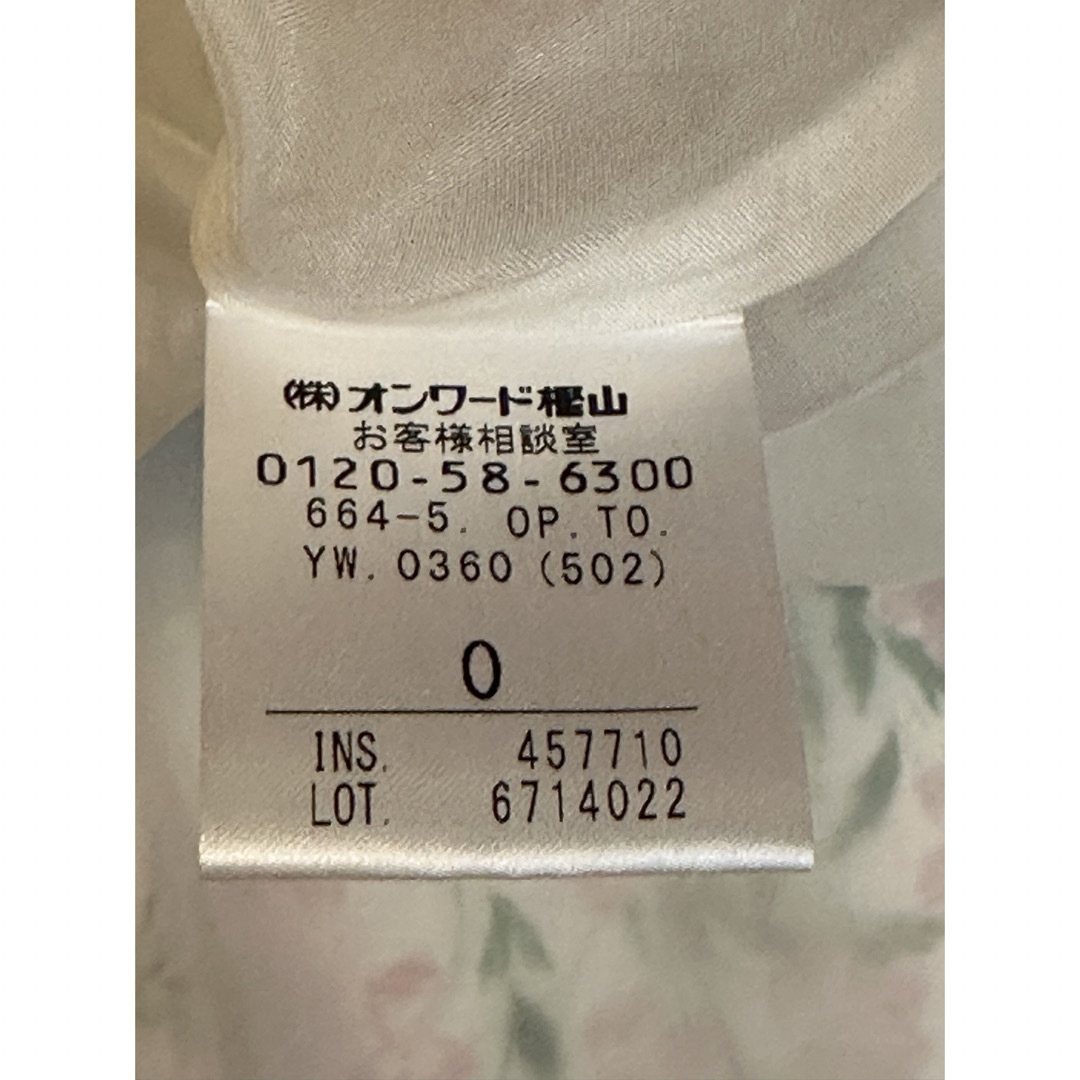 ㈱オンワード樫山
お客様相談室
0120-58-6300
664-5. OP.TO.
YW.0360(502)
0
INS. 457710
LOT. 6714022